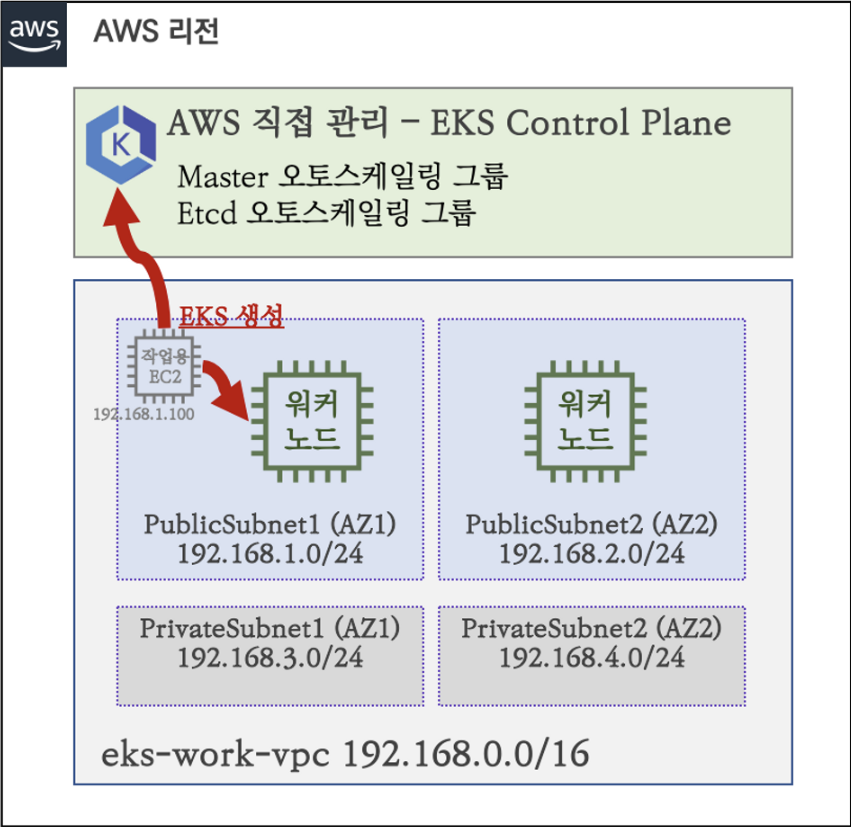 aws
AWS 리전
AWS 직접 관리 – EKS Control Plane
K
Master 오토스케일링 그룹
Etcd 오토스케일링 그룹
EKS 생성
작업용
EC2
192.168.1.100
워커
노드
워커
노드
PublicSubnet1 (AZ1)
192.168.1.0/24
PublicSubnet2 (AZ2)
192.168.2.0/24
PrivateSubnet1 (AZ1)
192.168.3.0/24
PrivateSubnet2 (AZ2)
192.168.4.0/24
eks-work-vpc 192.168.0.0/16